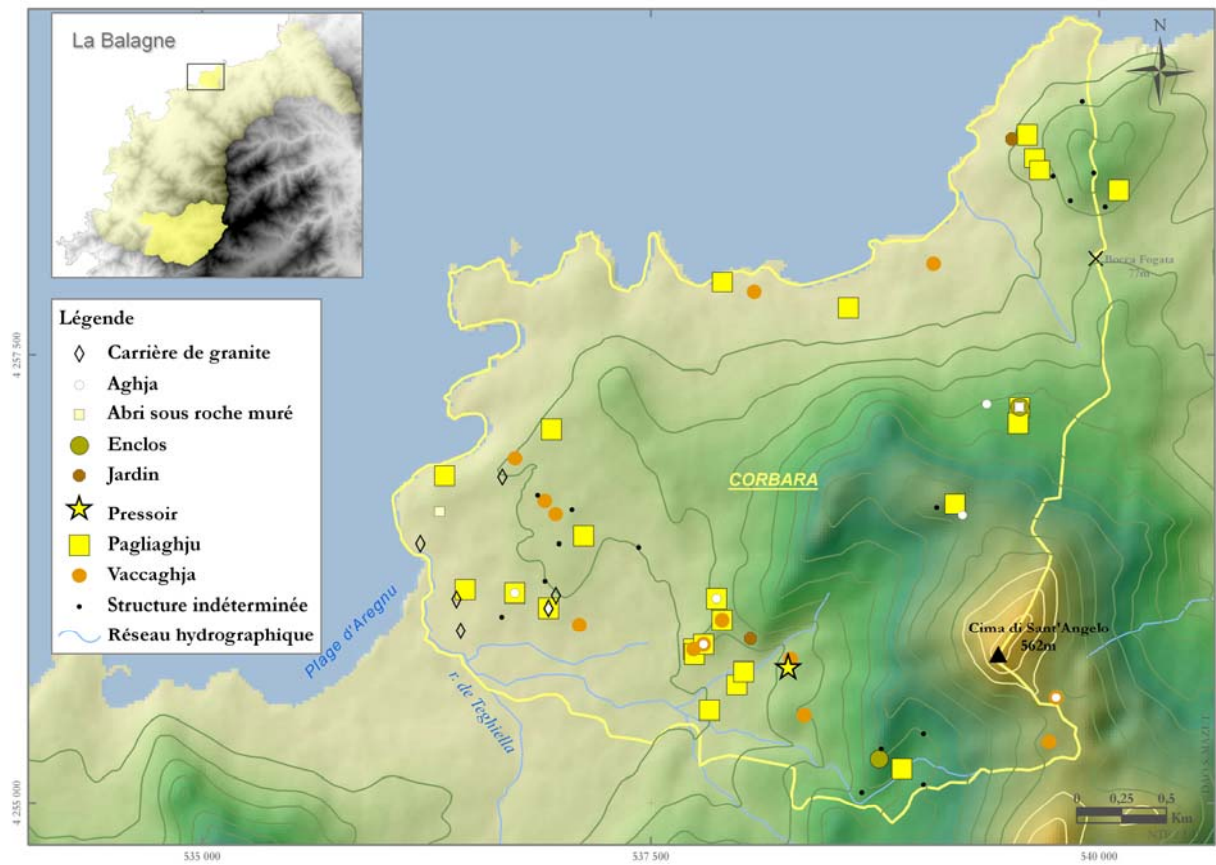 La Balagne
N
Légende
Carrière de granite
Aghja
Abri sous roche muré
Enclos
Jardin
Pressoir
Pagliaghju
Vaccaghja
Structure indéterminée
Réseau hydrographique
Bocca Fogata
77m
CORBARA
Cima di Sant'Angelo
562m
Plage d'Aregnu
r. de Teghiella
4 257 500
4 255 000
535 000
537 500
540 000
0 0,25 0,5
Km